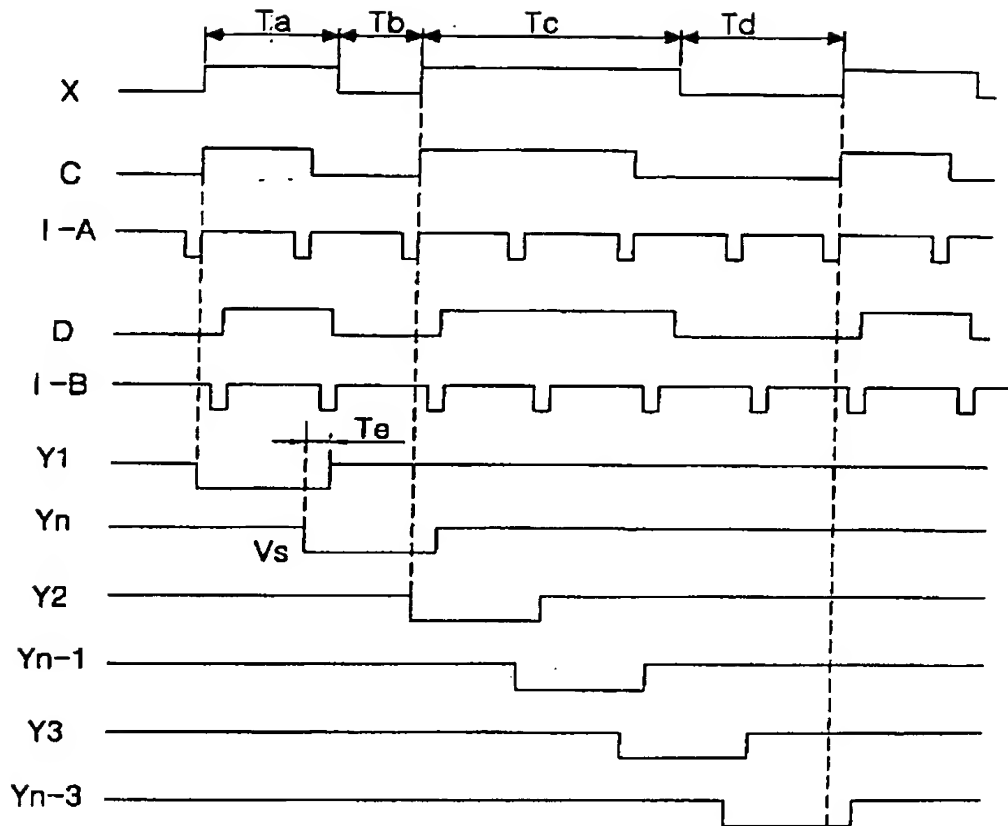 Ta Tb Tc Td
X
C
I-A
D
I-B
Te
Y1
Yn
Vs
Y2
Yn-1
Y3
Yn-3